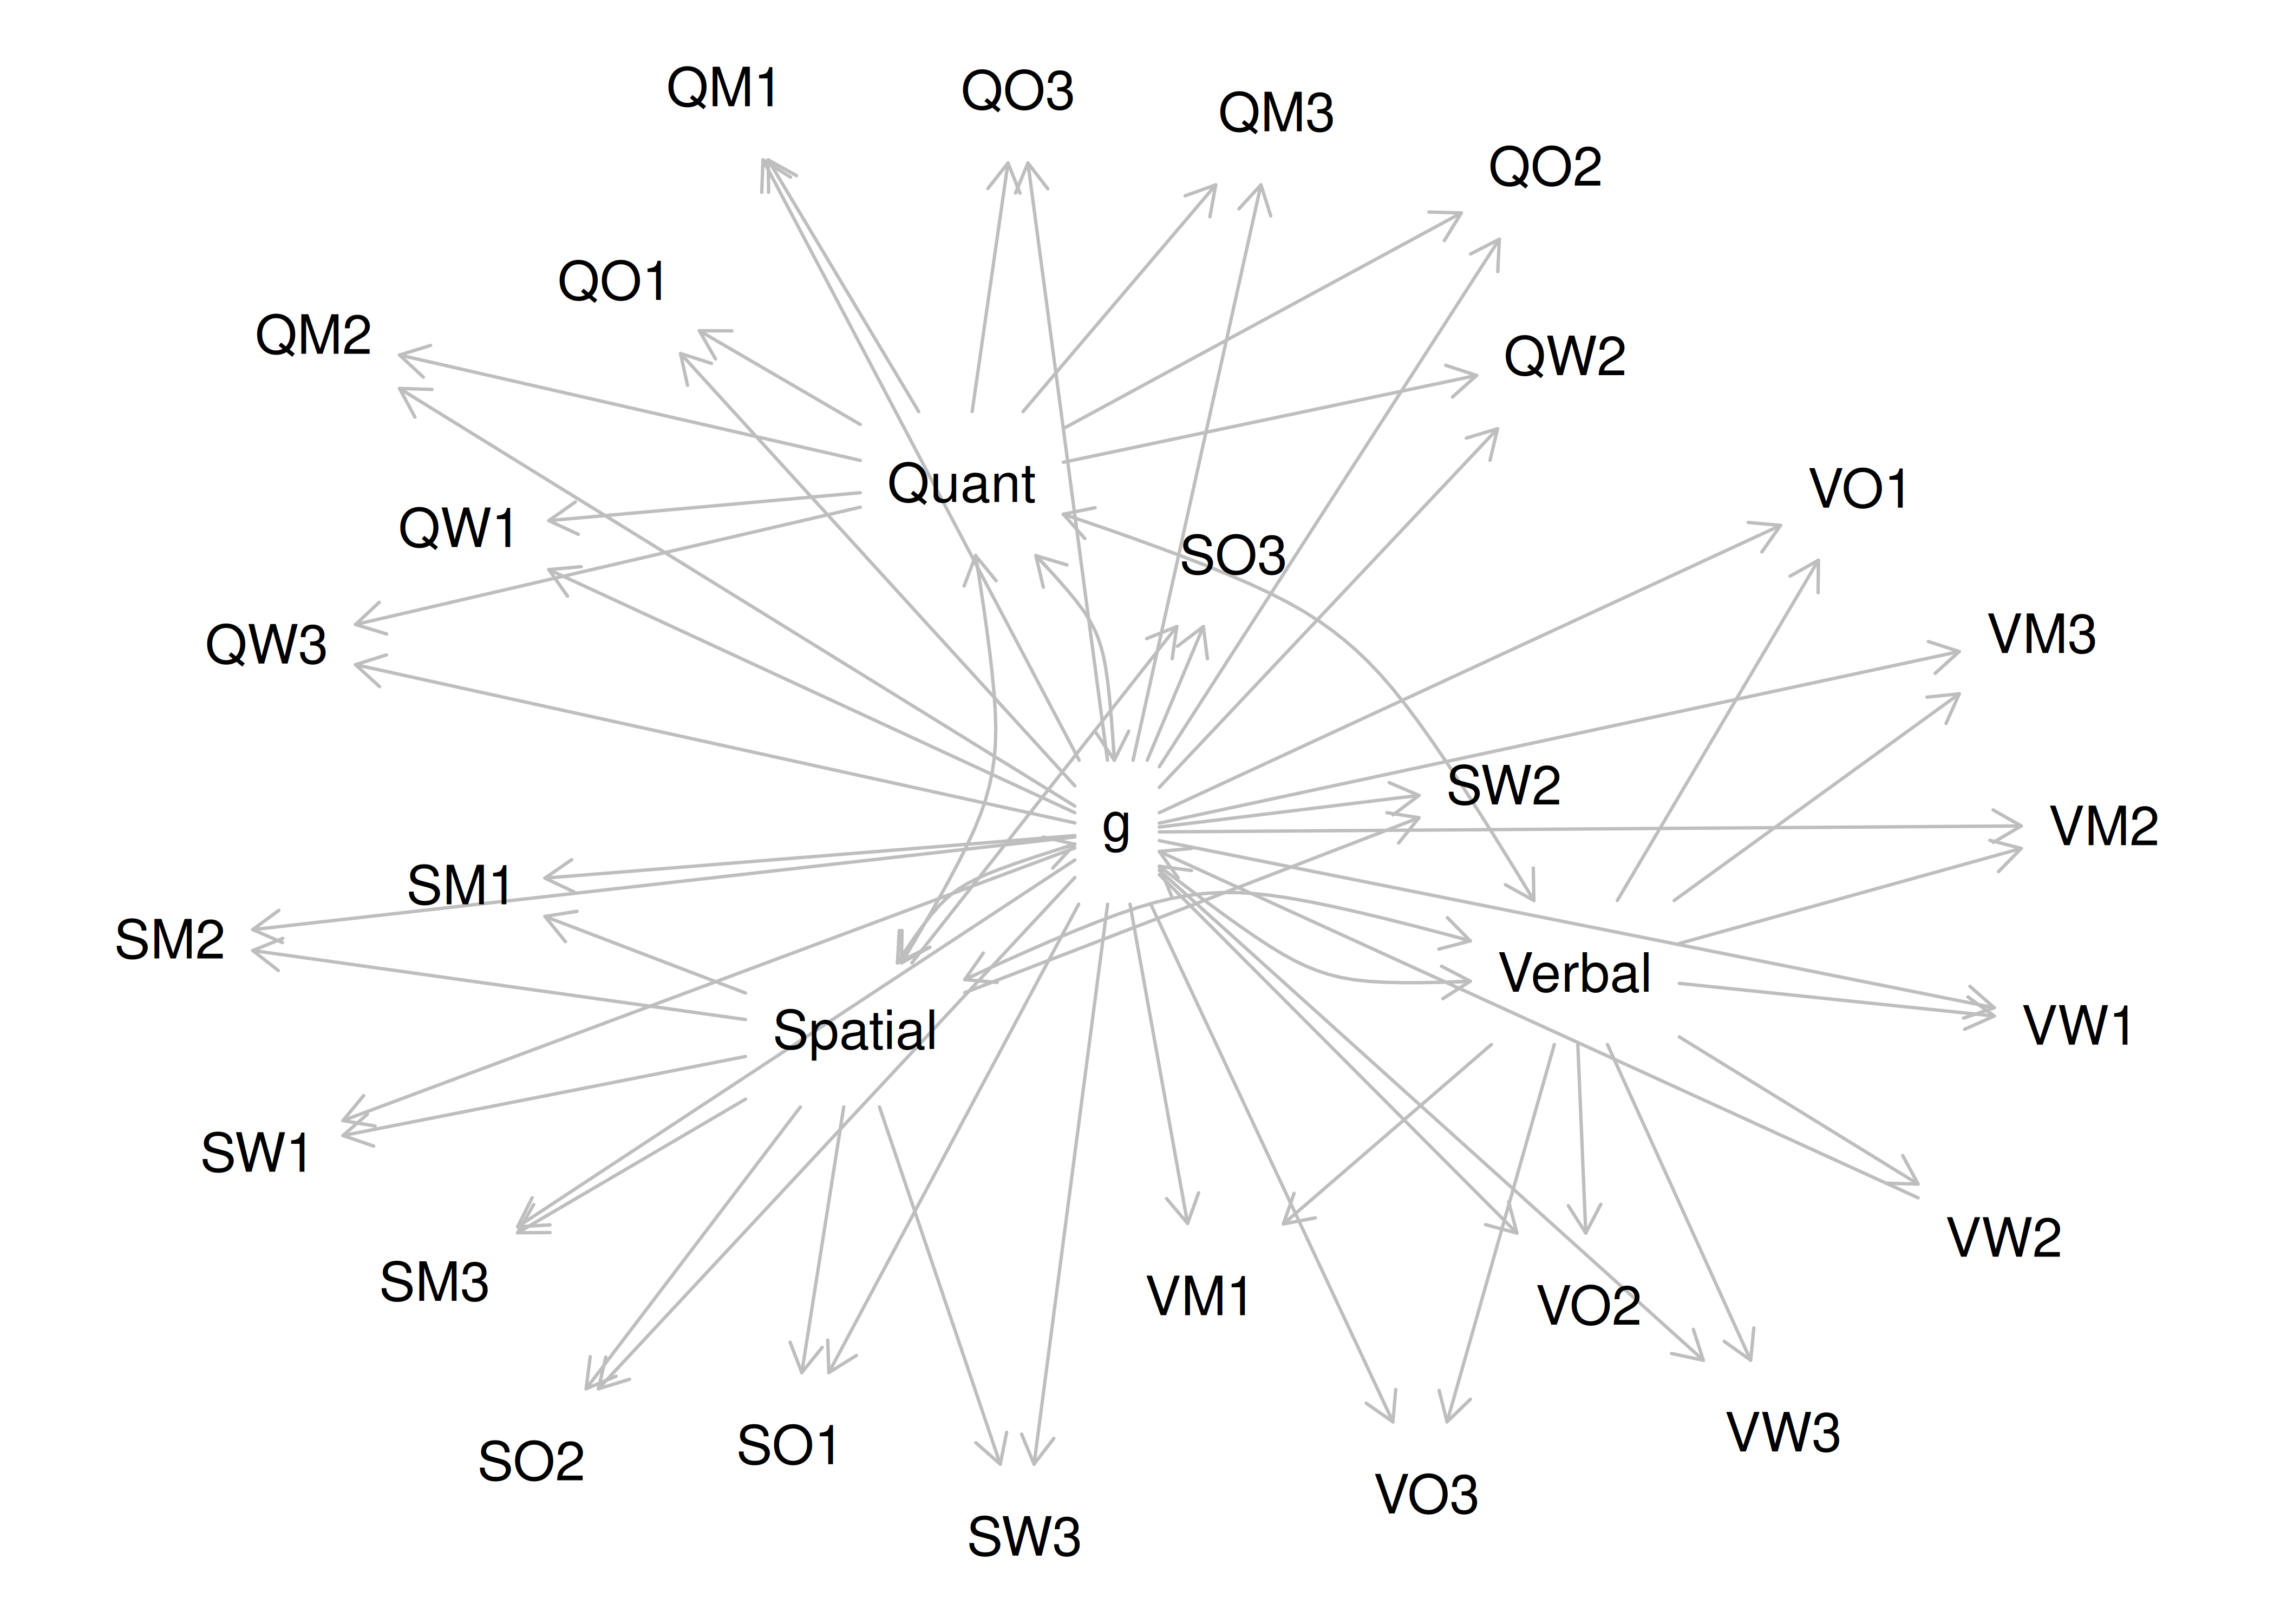 QM1
QO3
QM3
QO2
QO1
QM2
QW2
Quant
VO1
QW1
SO3
VM3
QW3
SW2
g
VM2
SM1
SM2
Verbal
Spatial
VW1
SW1
VW2
SM3
VM1
VO2
SO2
SO1
VW3
VO3
SW3